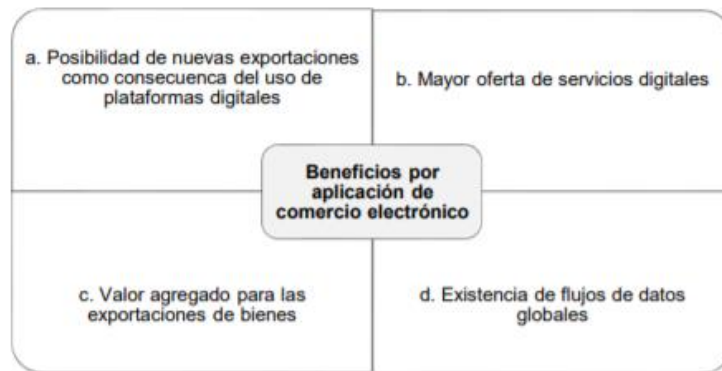 a. Posibilidad de nuevas exportaciones
como consecuenca del uso de
plataformas digitales
b. Mayor oferta de servicios digitales
Beneficios por
aplicación de
comercio electrónico
c. Valor agregado para las
exportaciones de bienes
d. Existencia de flujos de datos
globales